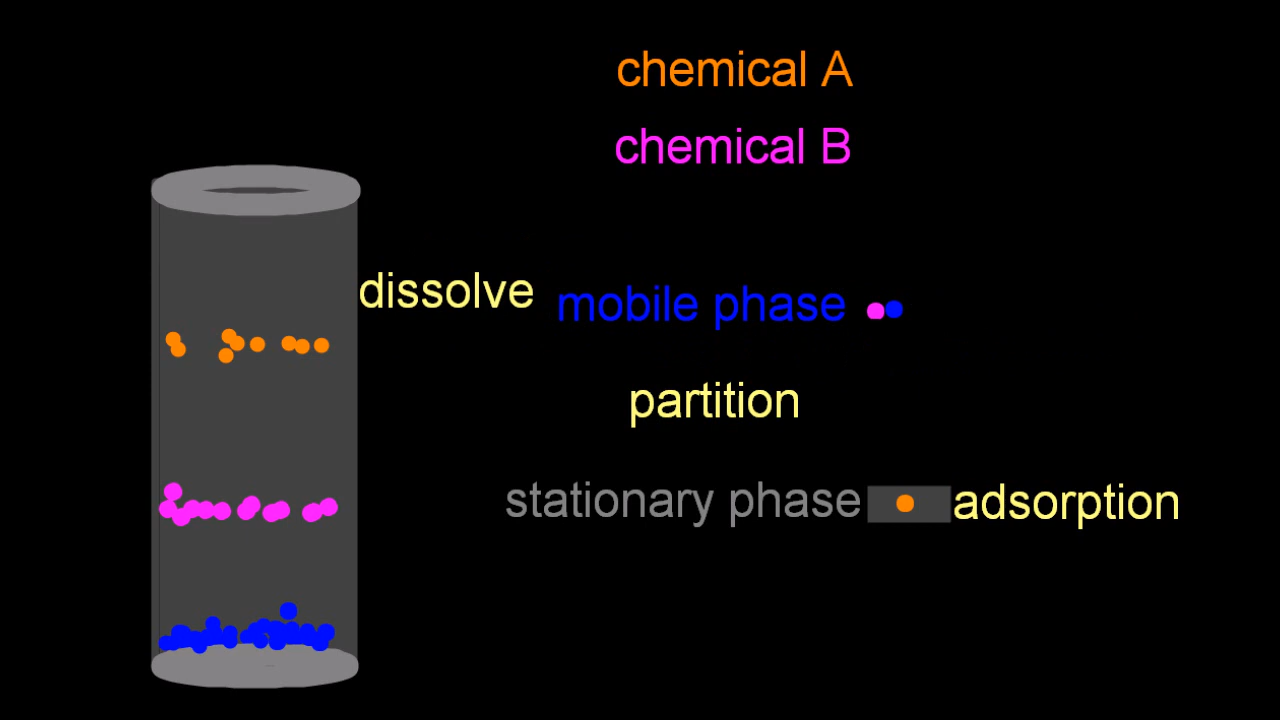 chemical A
chemical B
dissolve
mobile phase
partition
stationary phase
adsorption